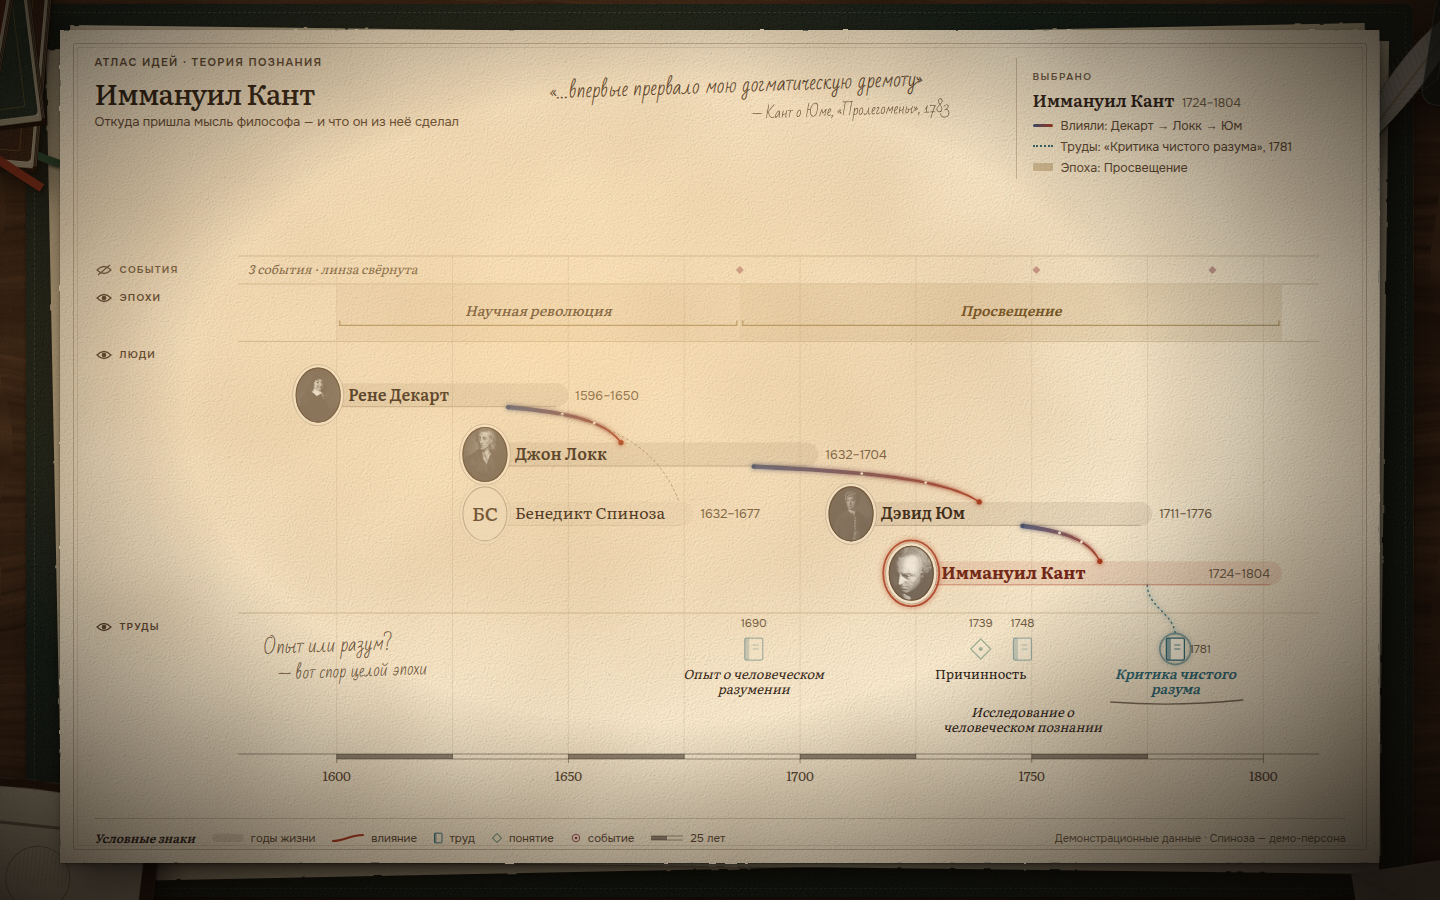 АТЛАС ИДЕЙ · ТЕОРИЯ ПОЗНАНИЯ
Иммануил Кант
Откуда пришла мысль философа — и что он из неё сделал
«...впервые прервало мою догматическую дремоту»
— Кант о Юме, «Пролегомены», 1783
ВЫБРАНО
Иммануил Кант 1724–1804
Влияли: Декарт → Локк → Юм
Труды: «Критика чистого разума», 1781
Эпоха: Просвещение
СОБЫТИЯ
3 события · линза свёрнута
ЭПОХИ
Научная революция
Просвещение
ЛЮДИ
Рене Декарт
1596–1650
Джон Локк
1632–1704
БС
Бенедикт Спиноза
1632–1677
Дэвид Юм
1711–1776
Иммануил Кант
1724–1804
ТРУДЫ
Опыт или разум?
— вот спор целой эпохи
1690
Опыт о человеческом
разумении
1739
Причинность
1748
Исследование о
человеческом познании
1781
Критика чистого
разума
1600
1650
1700
1750
1800
Условные знаки
годы жизни
влияние
труд
понятие
событие
25 лет
Демонстрационные данные · Спиноза — демо-персона